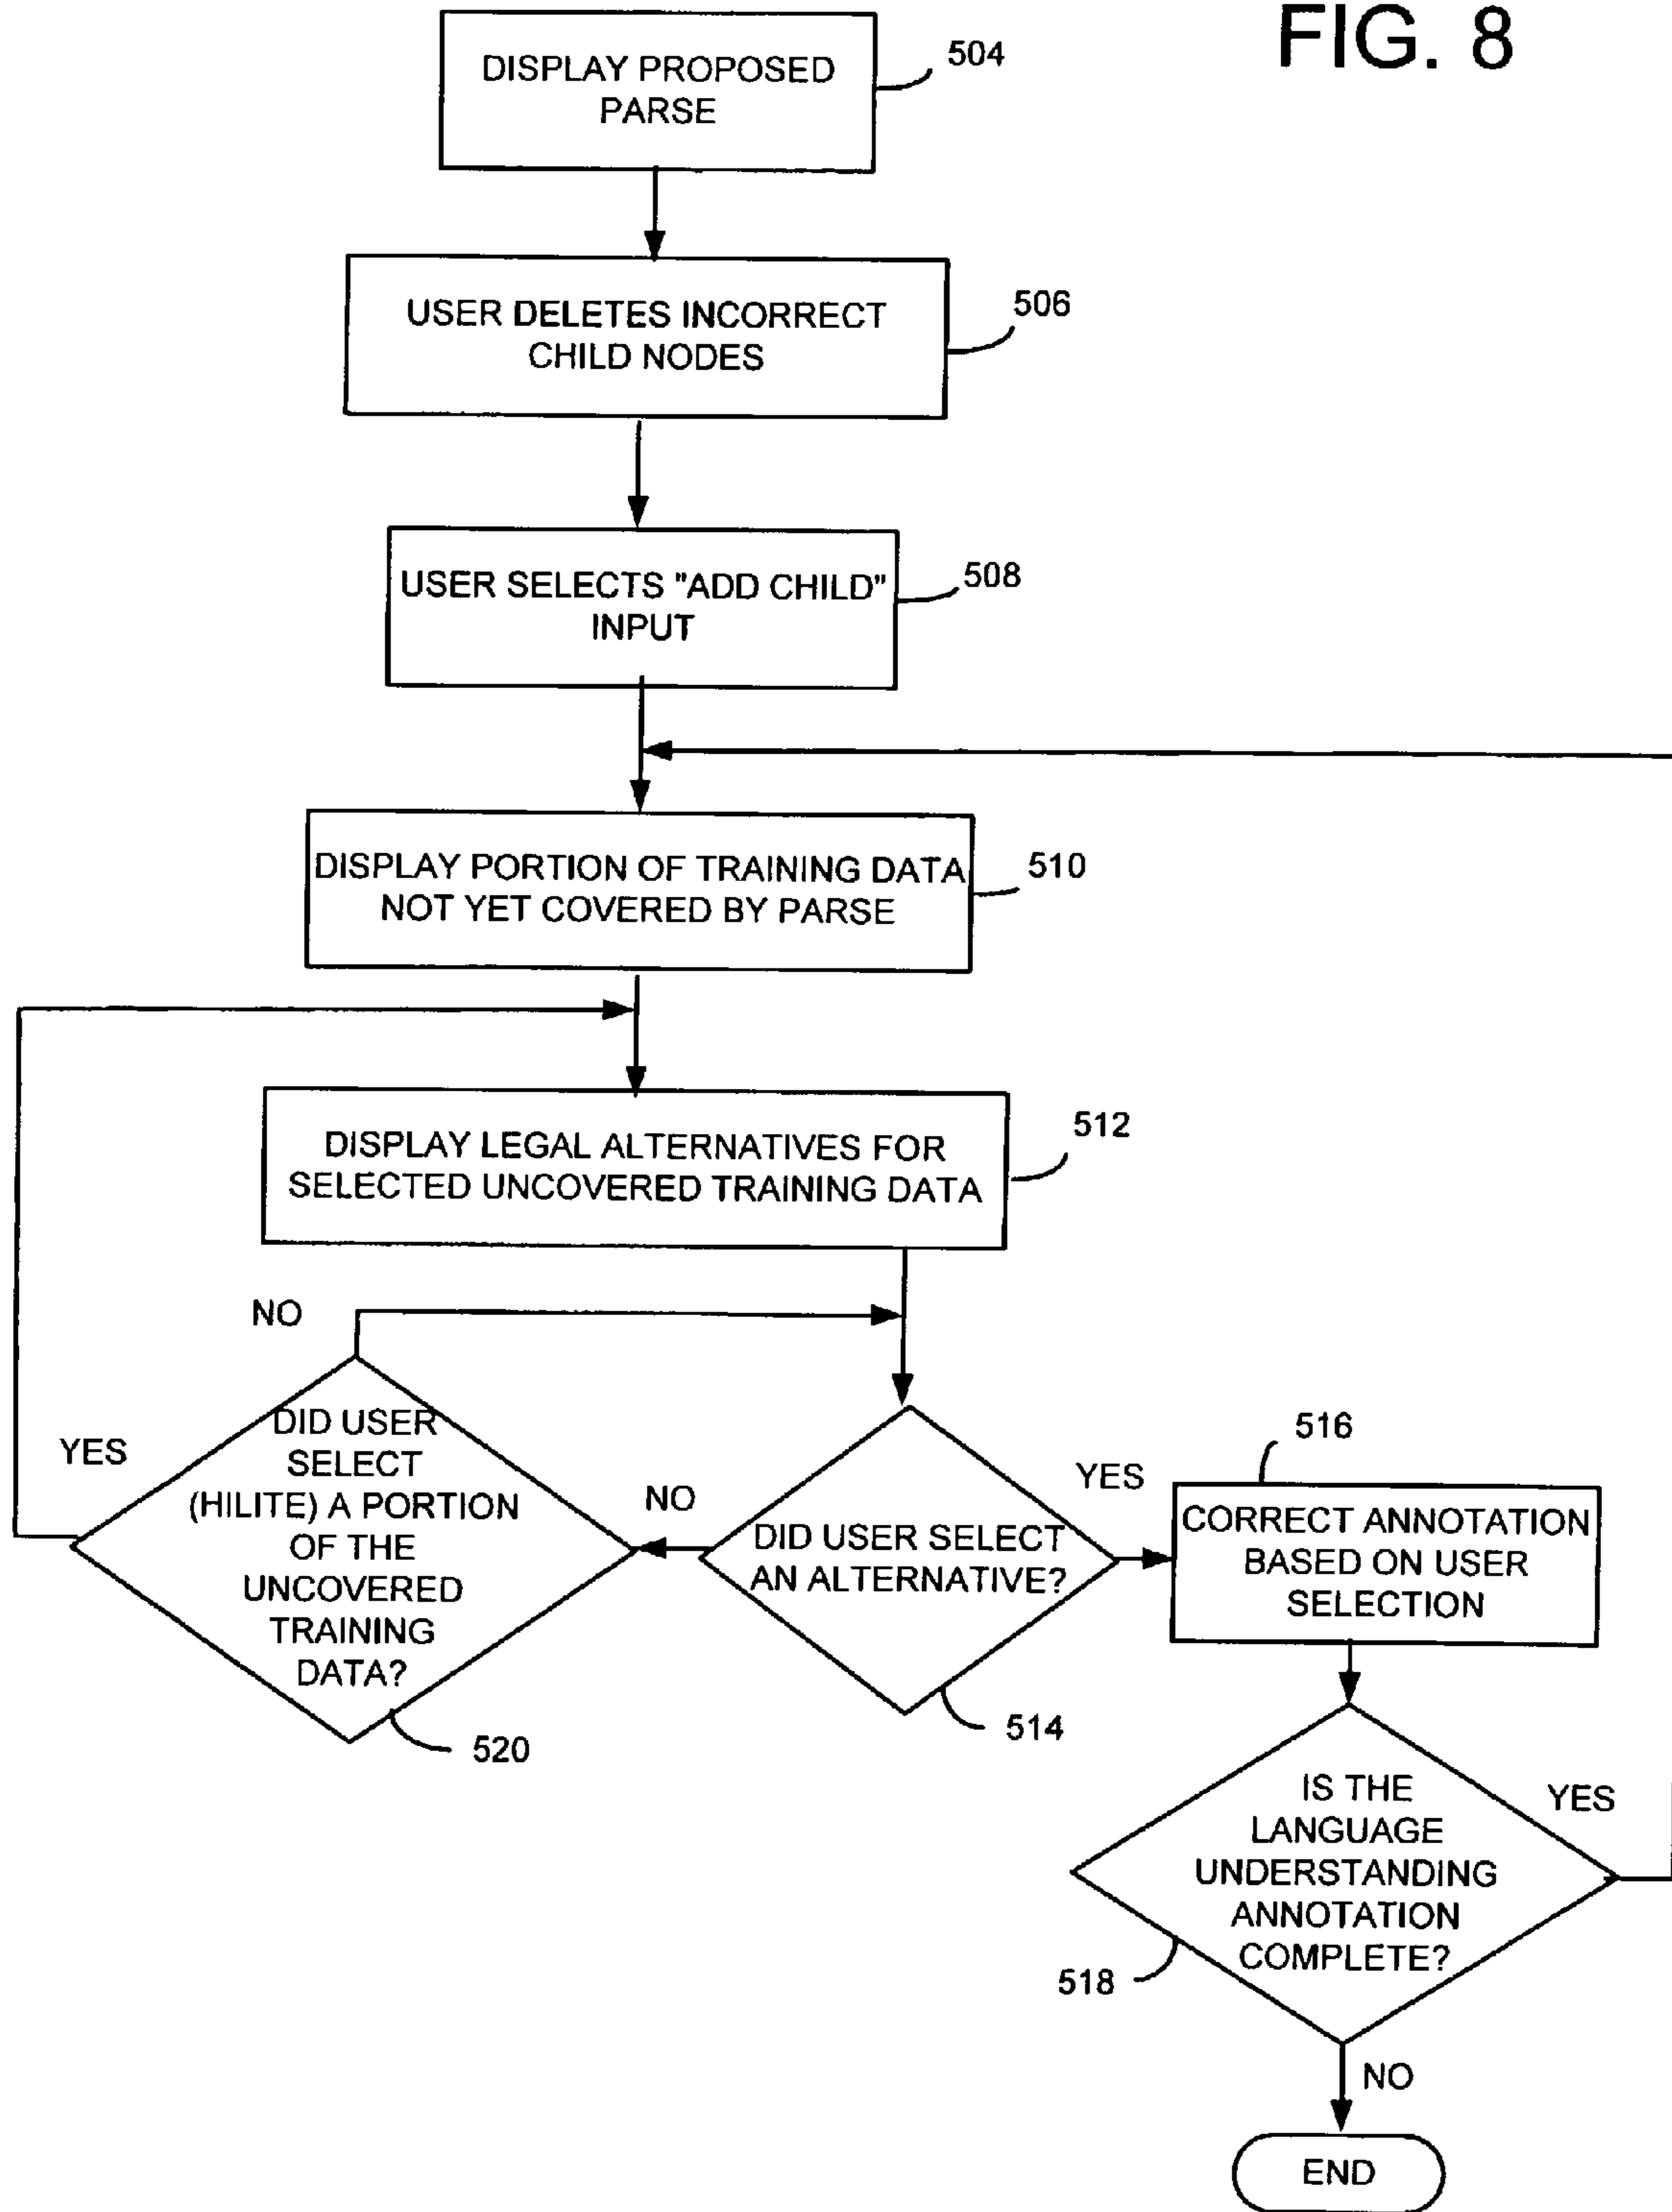 FIG. 8
DISPLAY PROPOSED
PARSE
504
USER DELETES INCORRECT
CHILD NODES
506
USER SELECTS "ADD CHILD"
INPUT
508
DISPLAY PORTION OF TRAINING DATA
NOT YET COVERED BY PARSE
510
DISPLAY LEGAL ALTERNATIVES FOR
SELECTED UNCOVERED TRAINING DATA
512
NO
YES
DID USER
SELECT
(HILITE) A PORTION
OF THE
UNCOVERED
TRAINING
DATA?
520
NO
DID USER SELECT
AN ALTERNATIVE?
514
YES
516
CORRECT ANNOTATION
BASED ON USER
SELECTION
IS THE
LANGUAGE
UNDERSTANDING
ANNOTATION
COMPLETE?
518
YES
NO
END